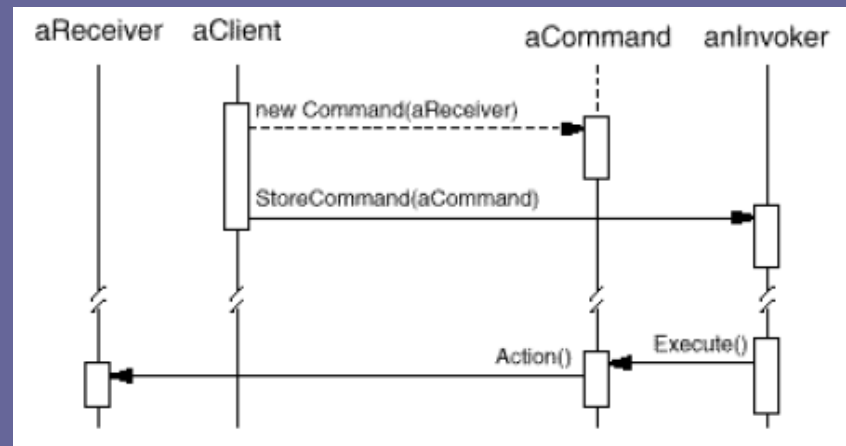 aReceiver aClient aCommand anInvoker
new Command(aReceiver)
StoreCommand(aCommand)
Action() Execute()